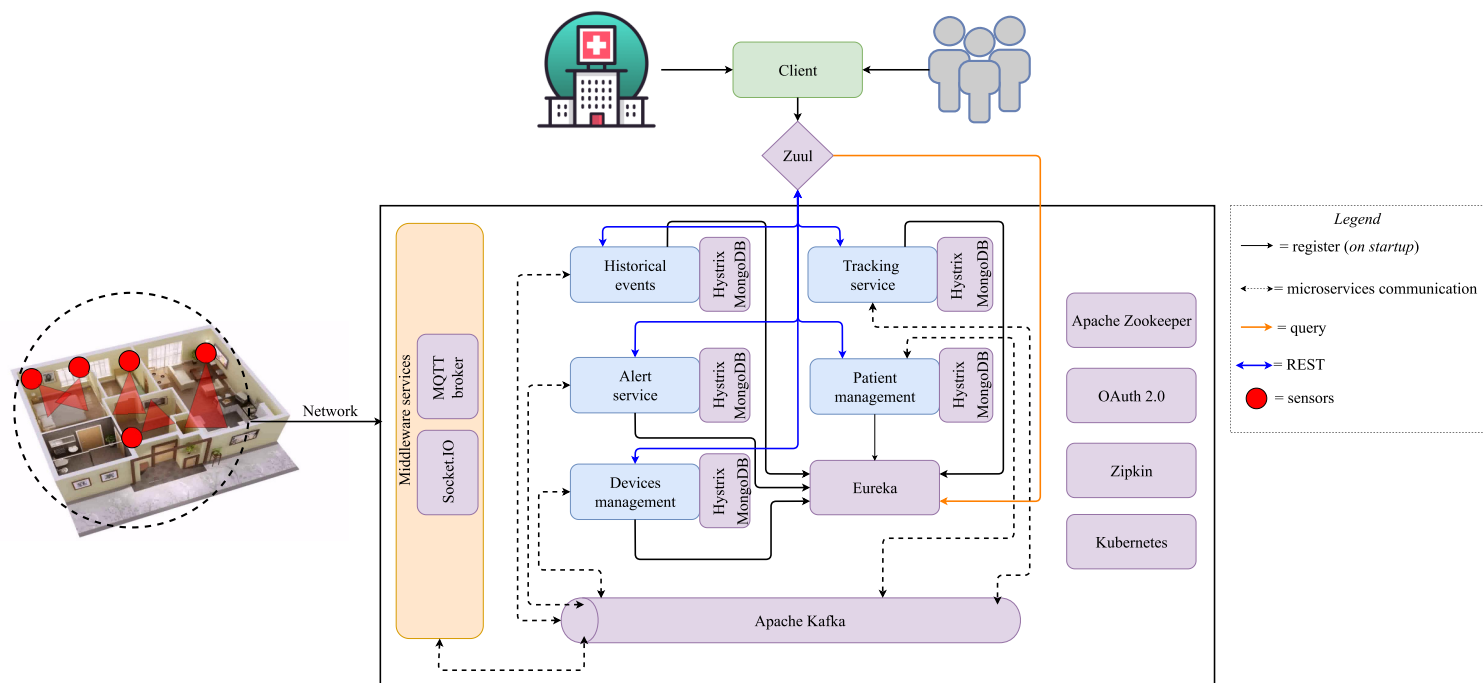 Client
Zuul
Legend
= register (on startup)
= microservices communication
= query
= REST
= sensors
Network
Middleware services
MQTT
broker
Socket.IO
Historical
events
Hystrix
MongoDB
Tracking
service
Hystrix
MongoDB
Alert
service
Hystrix
MongoDB
Patient
management
Hystrix
MongoDB
Devices
management
Hystrix
MongoDB
Eureka
Apache Kafka
Apache Zookeeper
OAuth 2.0
Zipkin
Kubernetes